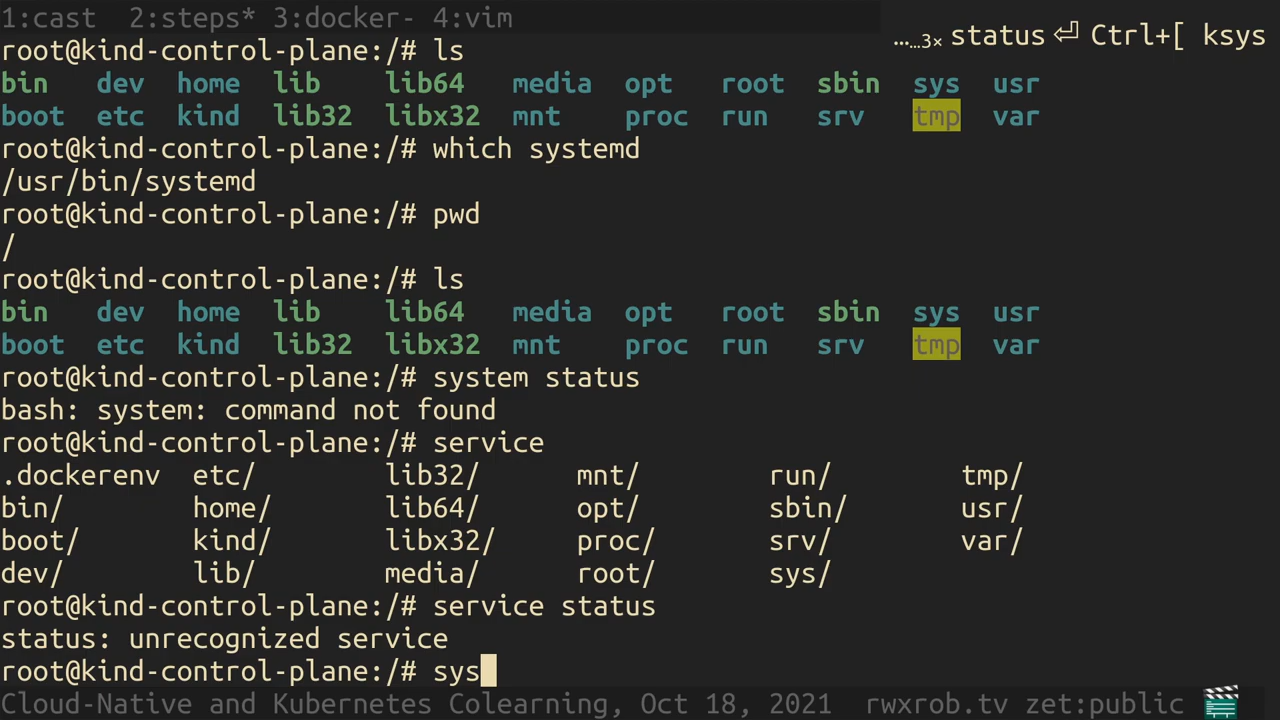 1:cast  2:steps* 3:docker- 4:vim
……3× status⏎ Ctrl+[ ksys
root@kind-control-plane:/# ls
bin   dev  home  lib    lib64   media  opt   root  sbin  sys  usr
boot  etc  kind  lib32  libx32  mnt    proc  run   srv   tmp  var
root@kind-control-plane:/# which systemd
/usr/bin/systemd
root@kind-control-plane:/# pwd
/
root@kind-control-plane:/# ls
bin   dev  home  lib    lib64   media  opt   root  sbin  sys  usr
boot  etc  kind  lib32  libx32  mnt    proc  run   srv   tmp  var
root@kind-control-plane:/# system status
bash: system: command not found
root@kind-control-plane:/# service
.dockerenv  etc/        lib32/      mnt/        run/        tmp/
bin/        home/       lib64/      opt/        sbin/       usr/
boot/       kind/       libx32/     proc/       srv/        var/
dev/        lib/        media/      root/       sys/
root@kind-control-plane:/# service status
status: unrecognized service
root@kind-control-plane:/# sys
Cloud-Native and Kubernetes Colearning, Oct 18, 2021  rwxrob.tv zet:public